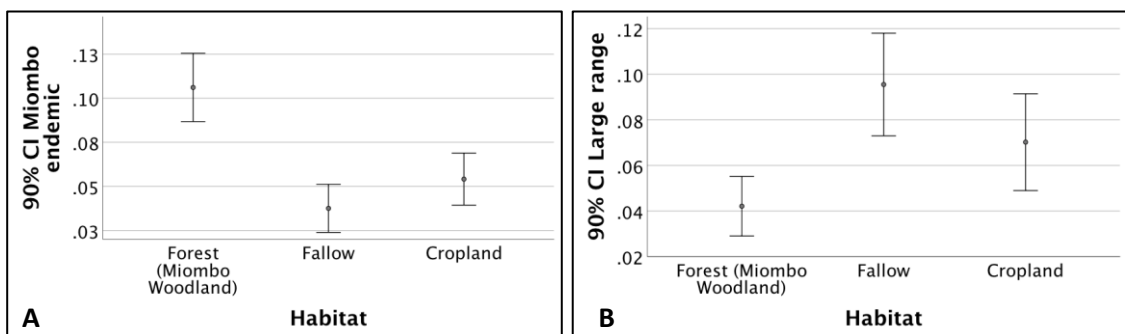 90% CI Miombo
endemic
.13
.10
.08
.05
.03
Forest
(Miombo
Woodland)
Fallow
Cropland
Habitat
A
90% CI Large range
.12
.10
.08
.06
.04
.02
Forest (Miombo
Woodland)
Fallow
Cropland
Habitat
B